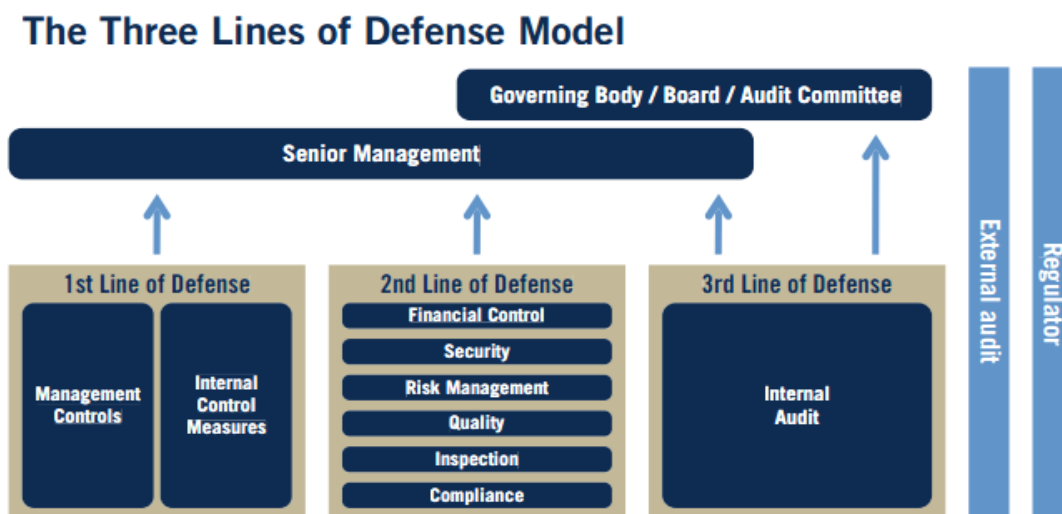 The Three Lines of Defense Model
Governing Body / Board / Audit Committee
Senior Management
1st Line of Defense
Management
Controls
Internal
Control
Measures
2nd Line of Defense
Financial Control
Security
Risk Management
Quality
Inspection
Compliance
3rd Line of Defense
Internal
Audit
External audit
Regulator